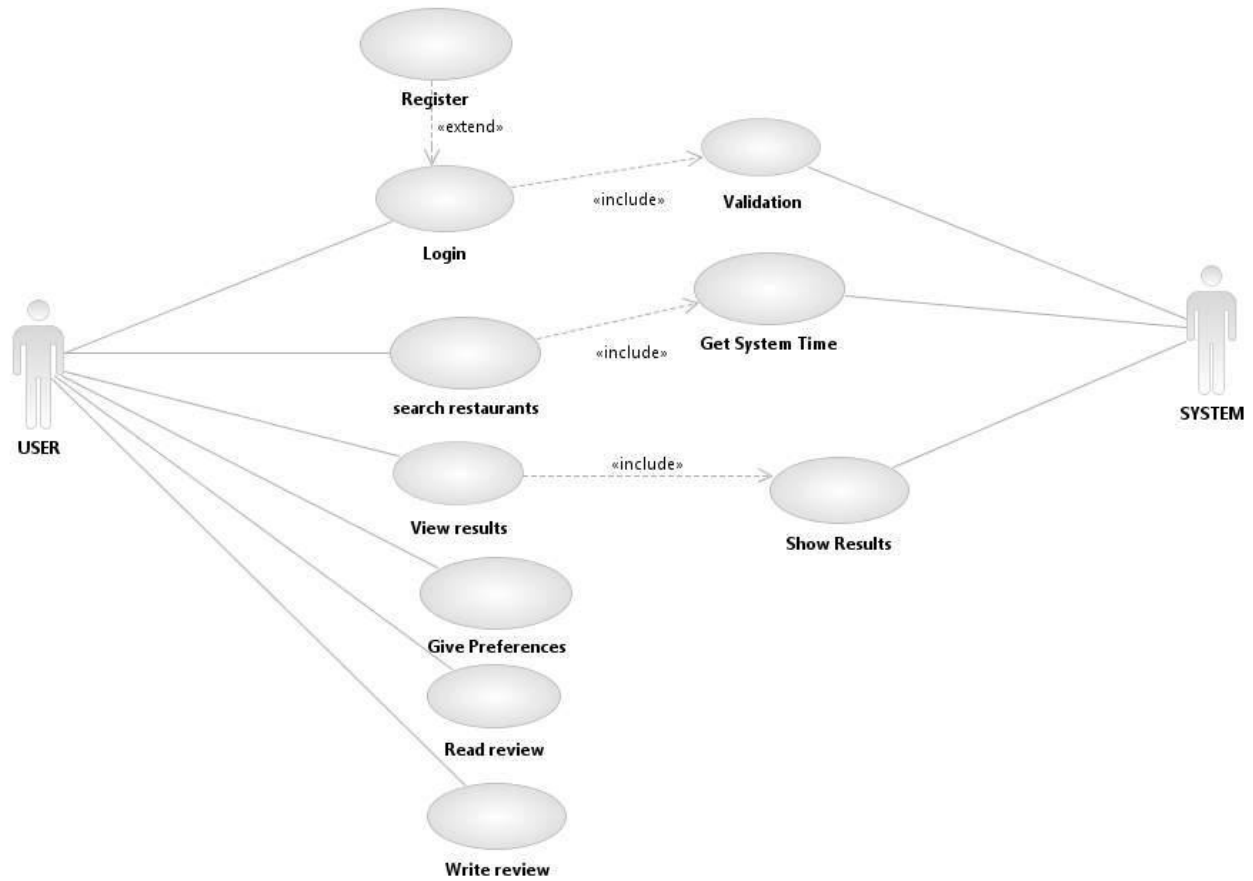 Register
«extend»
«include»
Validation
Login
Get System Time
«include»
search restaurants
USER
SYSTEM
«include»
View results
Show Results
Give Preferences
Read review
Write review